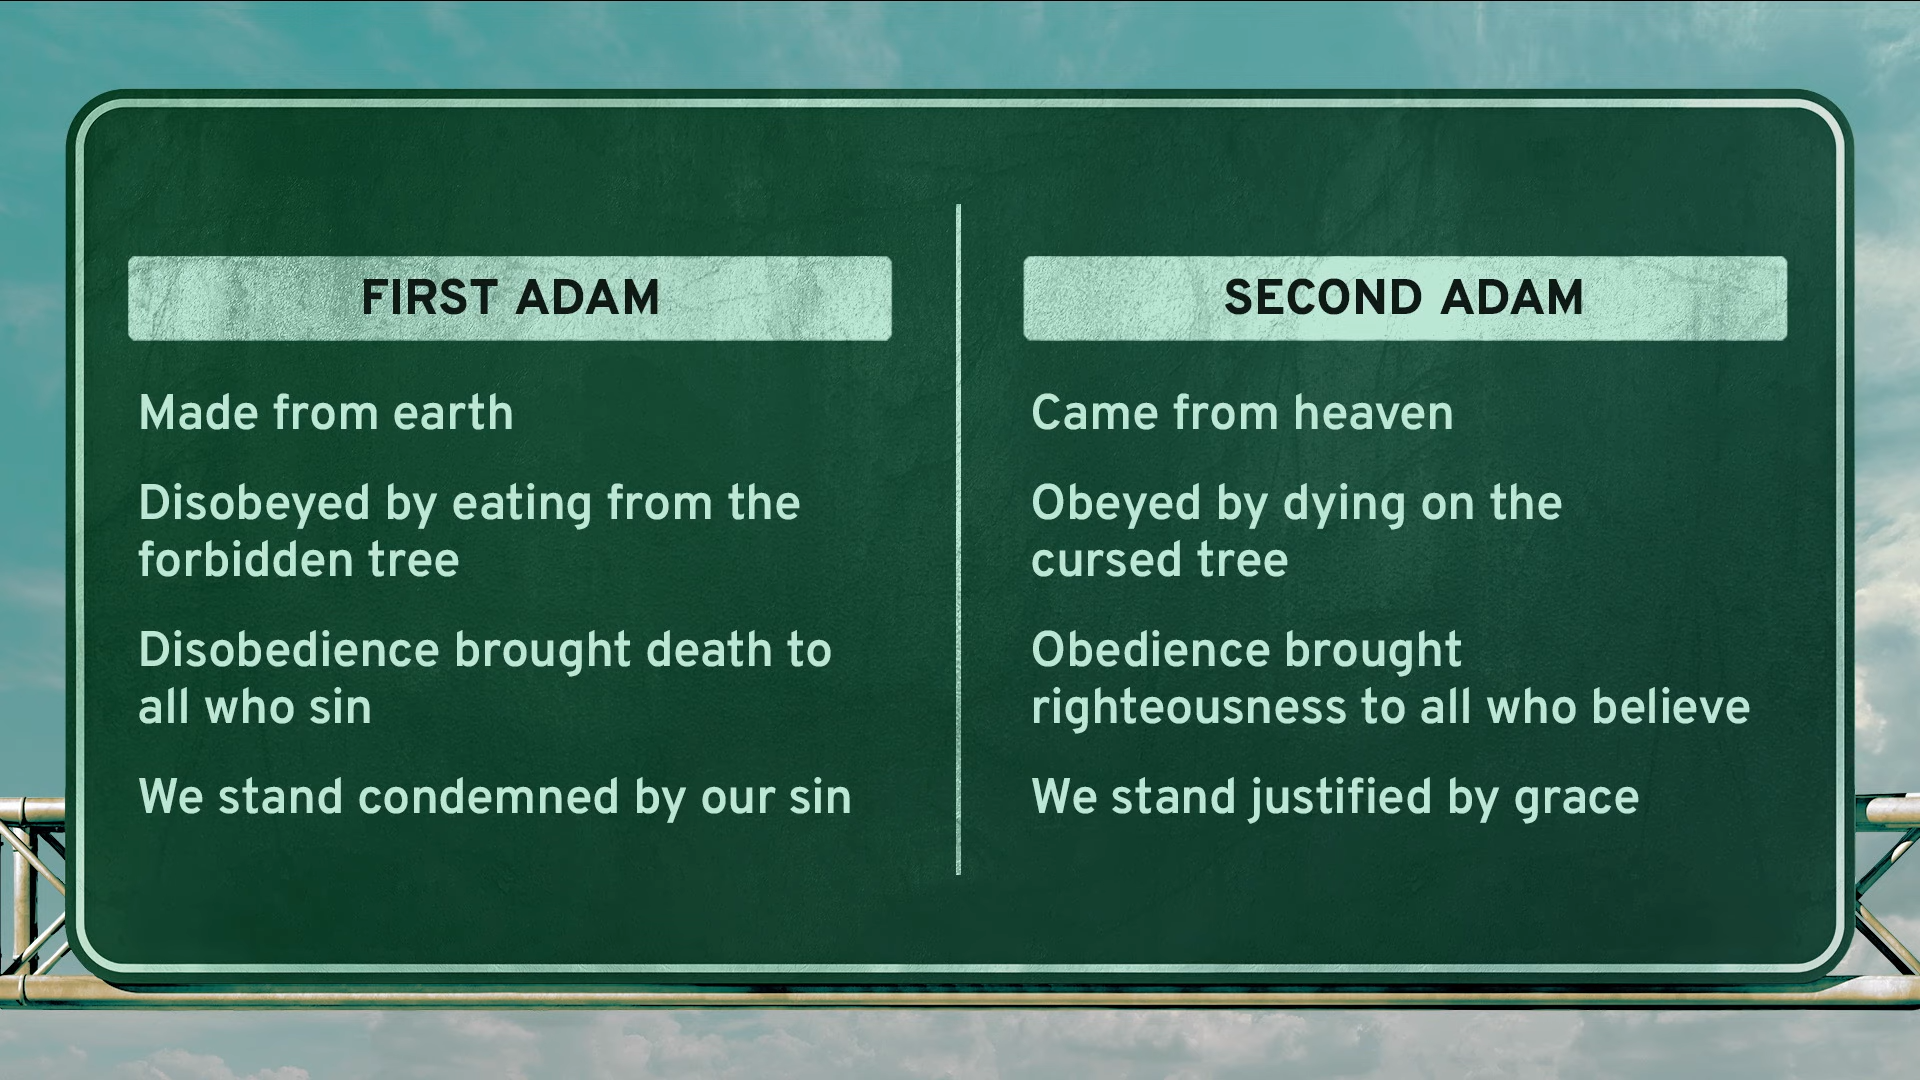 FIRST ADAM
Made from earth
Disobeyed by eating from the
forbidden tree
Disobedience brought death to
all who sin
We stand condemned by our sin
SECOND ADAM
Came from heaven
Obeyed by dying on the
cursed tree
Obedience brought
righteousness to all who believe
We stand justified by grace